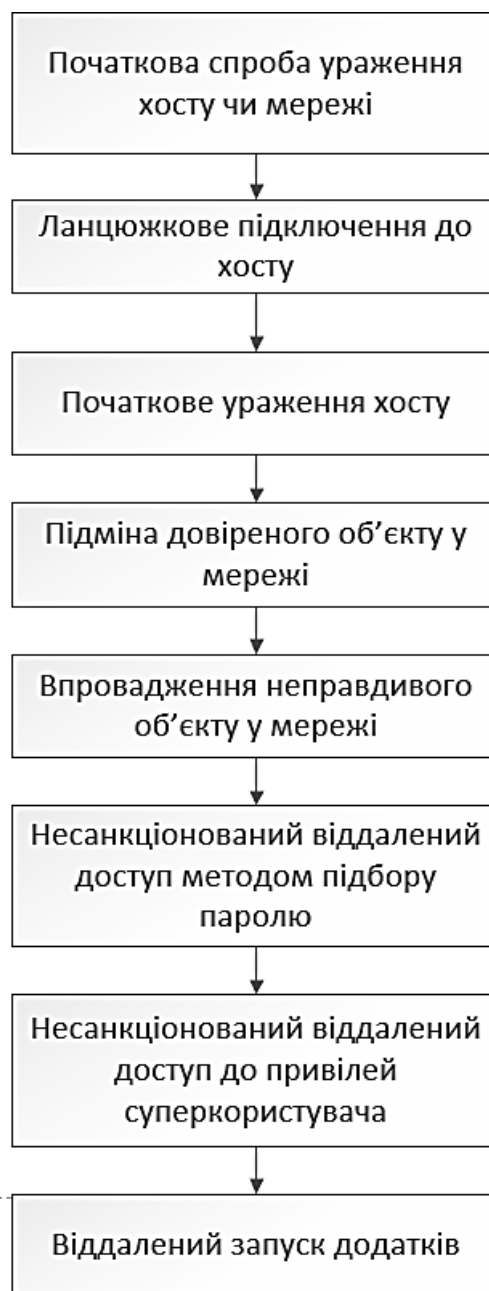 Початкова спроба ураження
хосту чи мережі
Ланцюжкове підключення до
хосту
Початкове ураження хосту
Підміна довіреного об’єкту у
мережі
Впровадження неправдивого
об’єкту у мережі
Несанкціонований віддалений
доступ методом підбору
паролю
Несанкціонований віддалений
доступ до привілей
суперкористувача
Віддалений запуск додатків